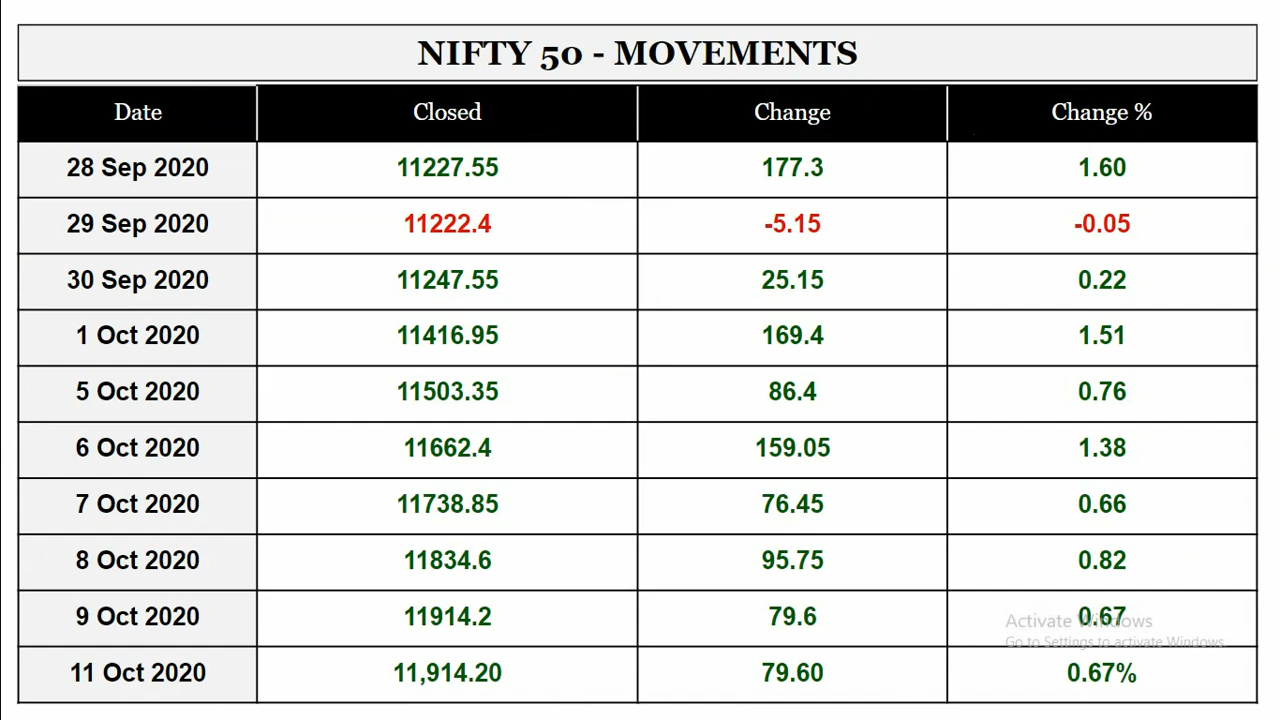 NIFTY 50 - MOVEMENTS
Date Closed Change Change %
28 Sep 2020 11227.55 177.3 1.60
29 Sep 2020 11222.4 -5.15 -0.05
30 Sep 2020 11247.55 25.15 0.22
1 Oct 2020 11416.95 169.4 1.51
5 Oct 2020 11503.35 86.4 0.76
6 Oct 2020 11662.4 159.05 1.38
7 Oct 2020 11738.85 76.45 0.66
8 Oct 2020 11834.6 95.75 0.82
9 Oct 2020 11914.2 79.6 0.67
Activate Windows
Go to Settings to activate Windows.
11 Oct 2020 11,914.20 79.60 0.67%